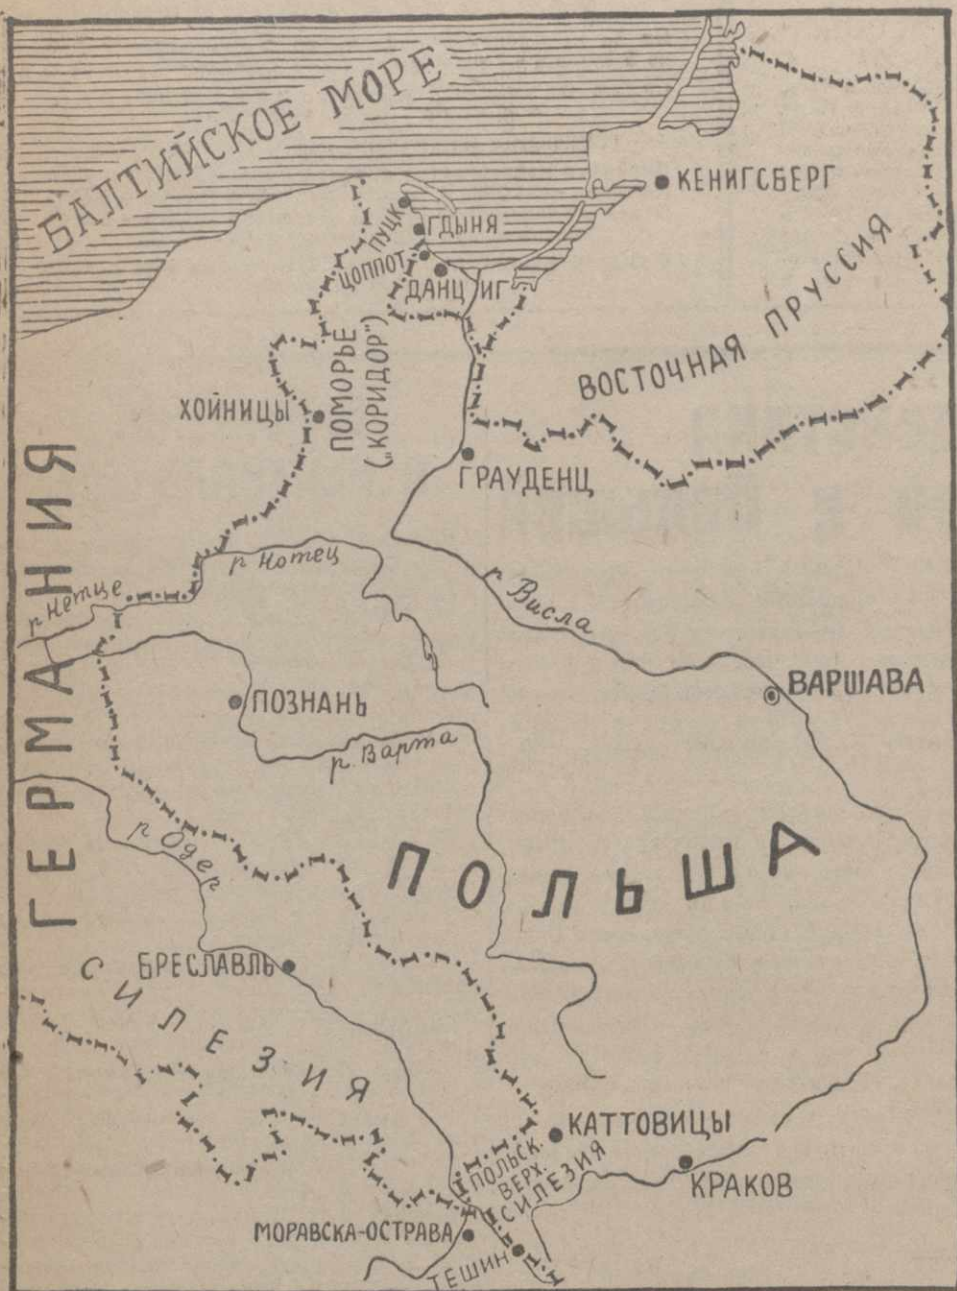 БАЛТИЙСКОЕ МОРЕ
КЕНИГСБЕРГ
ПУЦК
ГДЫНЯ
ЦОППОТ
ДАНЦИГ
ВОСТОЧНАЯ ПРУССИЯ
ПОМОРЬЕ
(„КОРИДОР")
ХОЙНИЦЫ
ГРАУДЕНЦ
ГЕРМАНИЯ
р Нотец
р Нетце
р. Висла
ВАРШАВА
ПОЗНАНЬ
р. Варта
р. Одер
ПОЛЬША
БРЕСЛАВЛЬ
СИЛЕЗИЯ
КАТТОВИЦЫ
ПОЛЬСК.
ВЕРХ.
СИЛЕЗИЯ
КРАКОВ
МОРАВСКА-ОСТРАВА
ТЕШИН